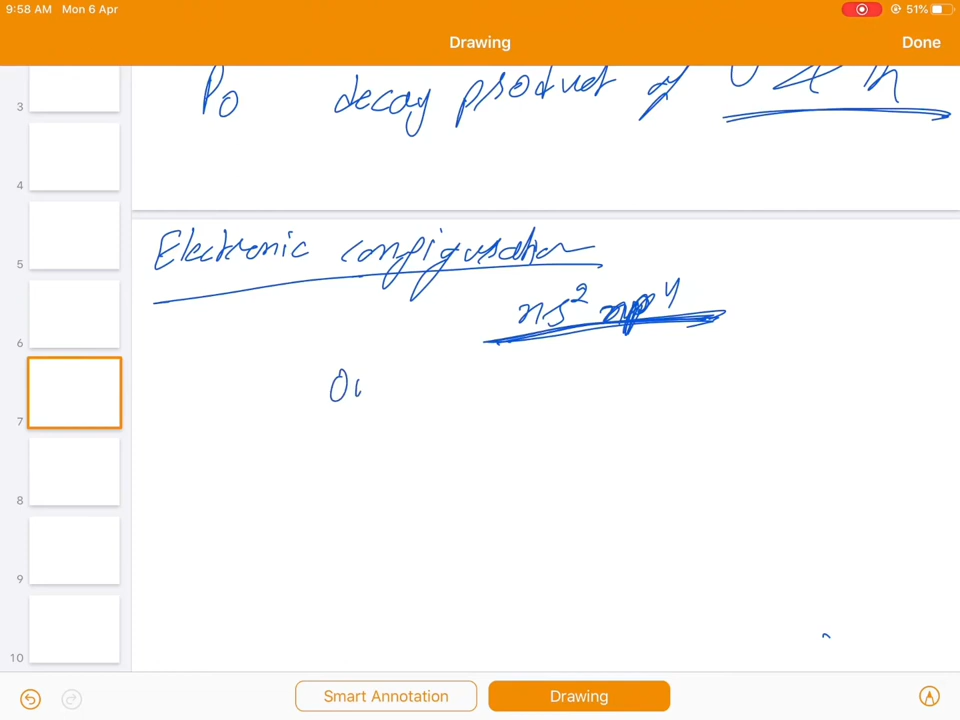 9:58 AM Mon 6 Apr
51%
Drawing
Done
Po decay product of U & Th
Electronic configuration
ns² np⁴
3
4
5
6
7
8
9
10
Smart Annotation
Drawing